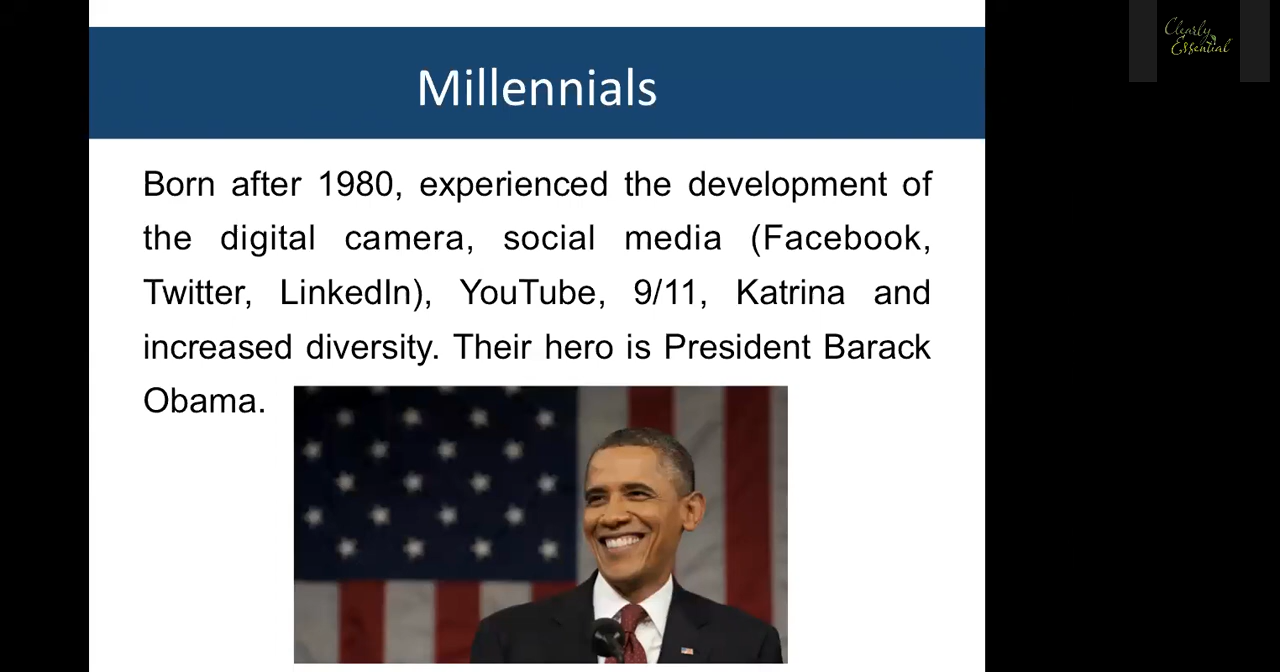 Clearly
Essential
Millennials
Born after 1980, experienced the development of
the digital camera, social media (Facebook,
Twitter, LinkedIn), YouTube, 9/11, Katrina and
increased diversity. Their hero is President Barack
Obama.